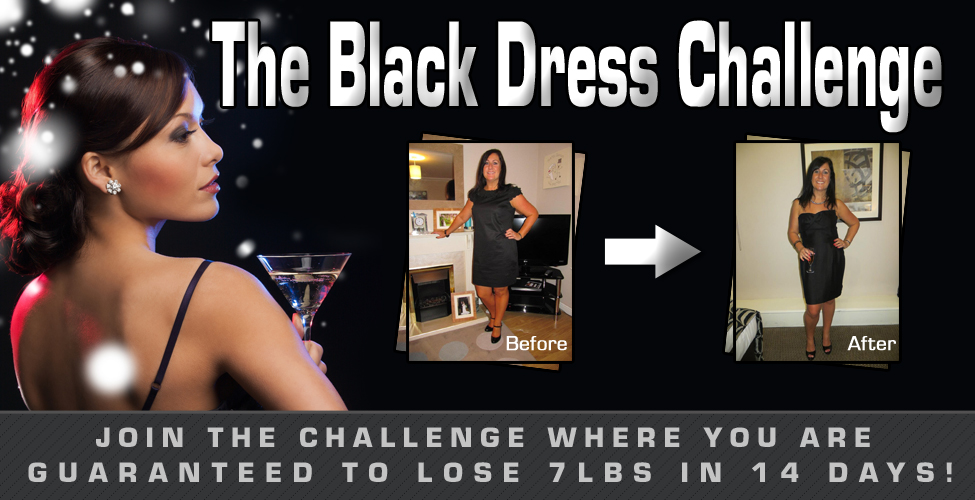 The Black Dress Challenge
Before
After
JOIN THE CHALLENGE WHERE YOU ARE
GUARANTEED TO LOSE 7LBS IN 14 DAYS!